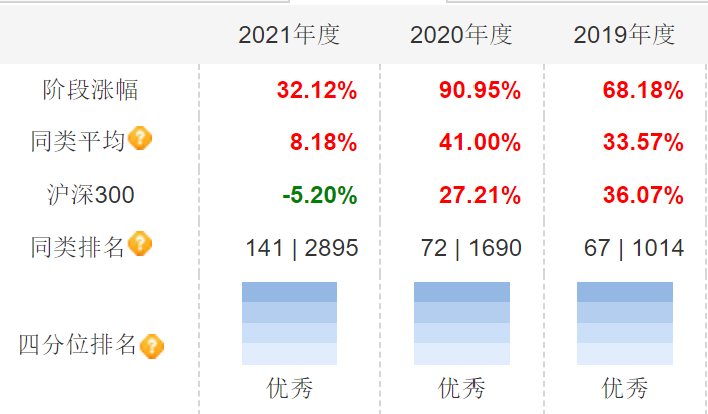 2021年度 2020年度 2019年度
阶段涨幅 32.12% 90.95% 68.18%
同类平均? 8.18% 41.00% 33.57%
沪深300 -5.20% 27.21% 36.07%
同类排名? 141 | 2895 72 | 1690 67 | 1014
四分位排名?
优秀 优秀 优秀